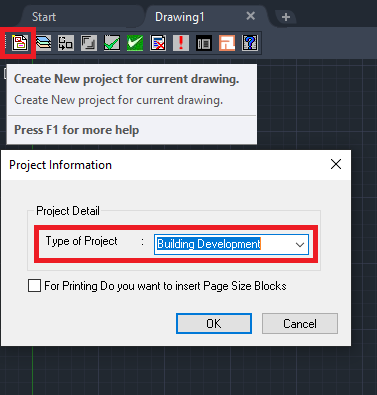 Start
Drawing1
Create New project for current drawing.
Create New project for current drawing.
Press F1 for more help
Project Information
Project Detail
Type of Project :
Building Development
For Printing Do you want to insert Page Size Blocks
OK
Cancel